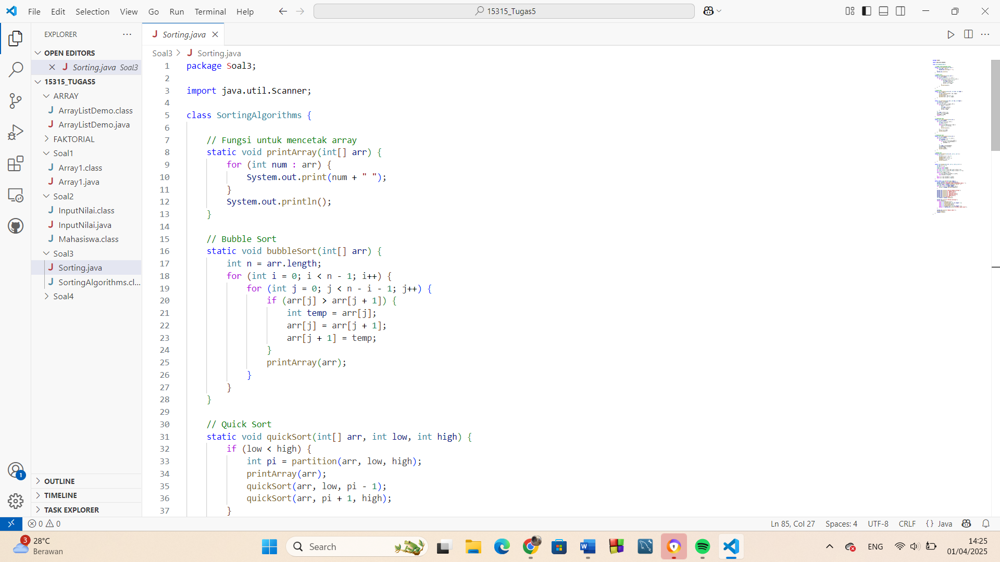 File Edit Selection View Go Run Terminal Help
15315_Tugas5
EXPLORER
OPEN EDITORS
Sorting.java Soal3
15315_TUGAS5
ARRAY
ArrayListDemo.class
ArrayListDemo.java
FAKTORIAL
Soal1
Array1.class
Array1.java
Soal2
InputNilai.class
InputNilai.java
Mahasiswa.class
Soal3
Sorting.java
SortingAlgorithms.cl...
Soal4
OUTLINE
TIMELINE
TASK EXPLORER
1
Sorting.java
Soal3 > Sorting.java
1 package Soal3;
2
3 import java.util.Scanner;
4
5 class SortingAlgorithms {
6
7 // Fungsi untuk mencetak array
8 static void printArray(int[] arr) {
9 for (int num : arr) {
10 System.out.print(num + " ");
11 }
12 System.out.println();
13 }
14
15 // Bubble Sort
16 static void bubbleSort(int[] arr) {
17 int n = arr.length;
18 for (int i = 0; i < n - 1; i++) {
19 for (int j = 0; j < n - i - 1; j++) {
20 if (arr[j] > arr[j + 1]) {
21 int temp = arr[j];
22 arr[j] = arr[j + 1];
23 arr[j + 1] = temp;
24 }
25 printArray(arr);
26 }
27 }
28 }
29
30 // Quick Sort
31 static void quickSort(int[] arr, int low, int high) {
32 if (low < high) {
33 int pi = partition(arr, low, high);
34 printArray(arr);
35 quickSort(arr, low, pi - 1);
36 quickSort(arr, pi + 1, high);
37 }
0 0
Ln 85, Col 27 Spaces: 4 UTF-8 CRLF {} Java
3
28°C
Berawan
Search
ENG
14:25
01/04/2025